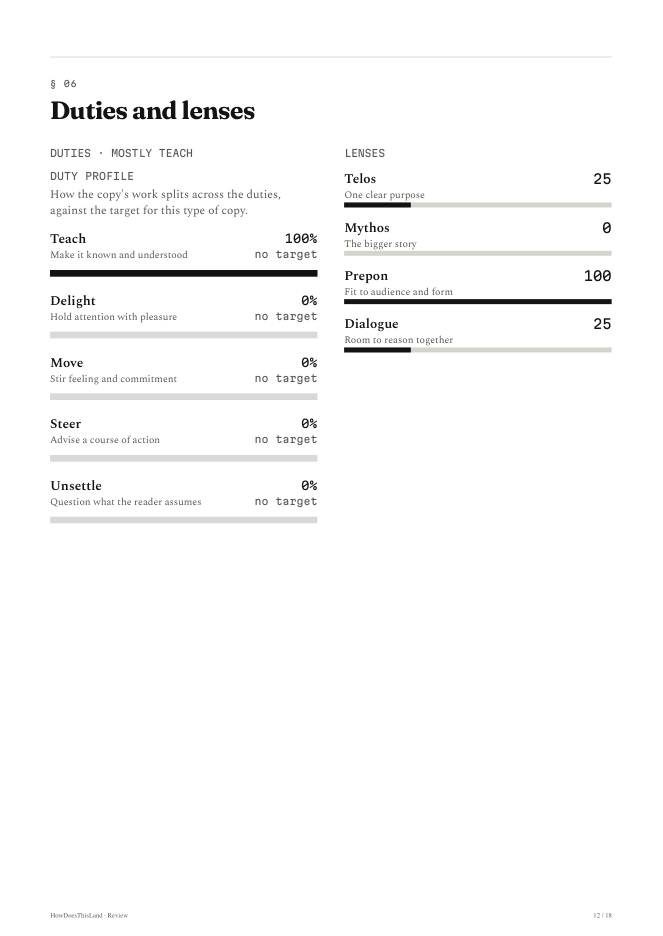 § 06
Duties and lenses
DUTIES · MOSTLY TEACH
DUTY PROFILE
How the copy's work splits across the duties,
against the target for this type of copy.
Teach 100%
Make it known and understood no target
Delight 0%
Hold attention with pleasure no target
Move 0%
Stir feeling and commitment no target
Steer 0%
Advise a course of action no target
Unsettle 0%
Question what the reader assumes no target
LENSES
Telos 25
One clear purpose
Mythos 0
The bigger story
Prepon 100
Fit to audience and form
Dialogue 25
Room to reason together
HowDoesThisLand · Review 12 / 18